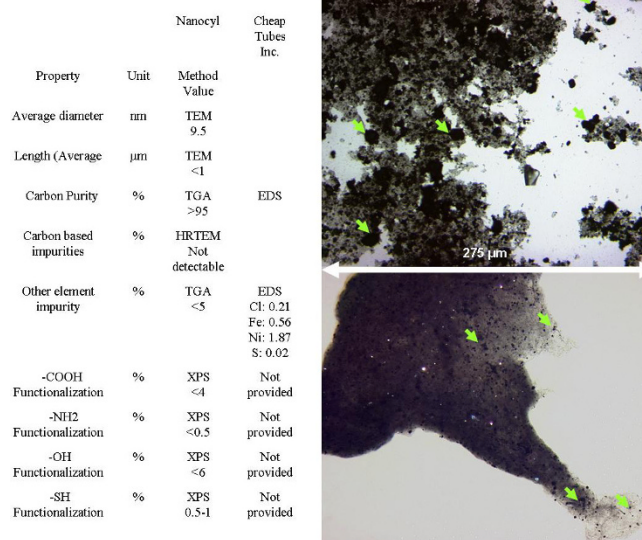 Nanocyl Cheap
Tubes
Inc.
Property Unit Method
Value
Average diameter nm TEM
9.5
Length (Average µm TEM
<1
Carbon Purity % TGA EDS
>95
Carbon based % HRTEM
impurities Not
detectable
Other element % TGA EDS
impurity <5 Cl: 0.21
Fe: 0.56
Ni: 1.87
S: 0.02
-COOH % XPS Not
Functionalization <4 provided
-NH2 % XPS Not
Functionalization <0.5 provided
-OH % XPS Not
Functionalization <6 provided
-SH % XPS Not
Functionalization 0.5-1 provided
275 µm